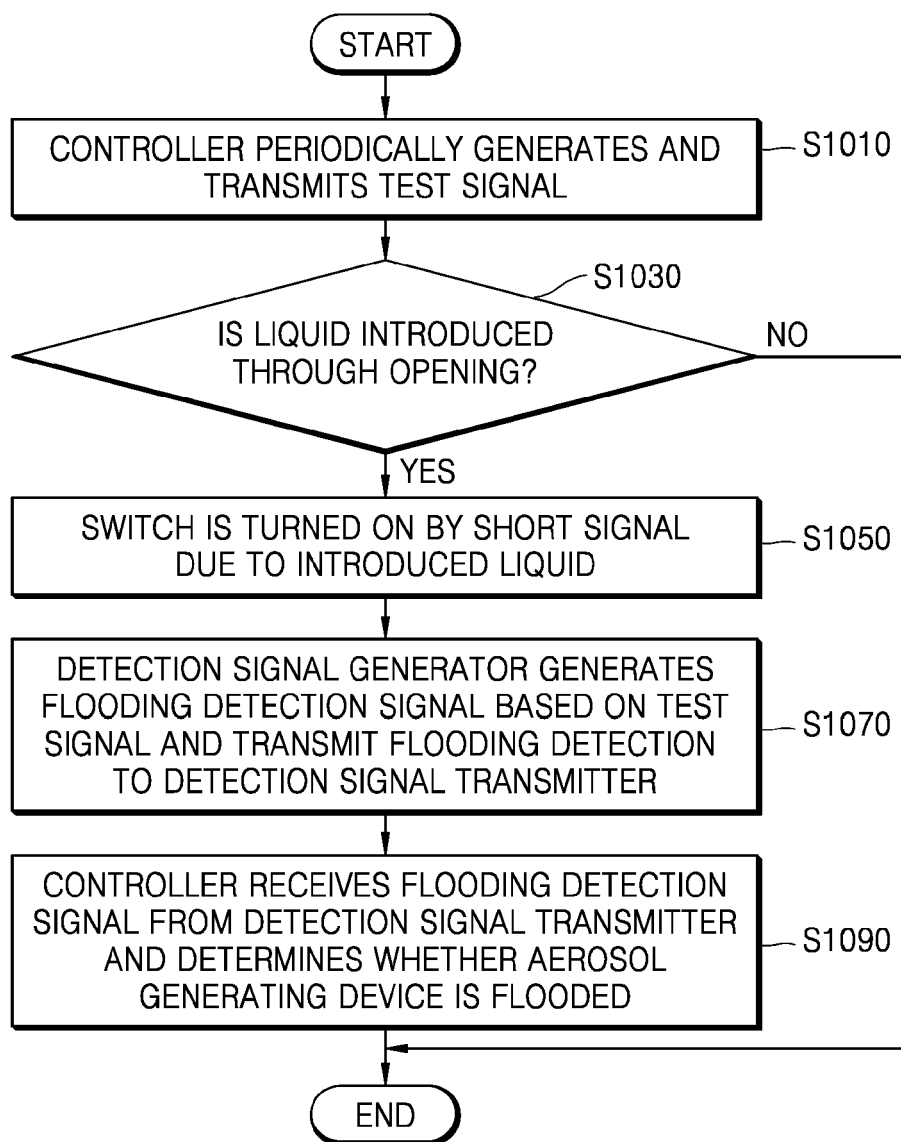 START
CONTROLLER PERIODICALLY GENERATES AND
TRANSMITS TEST SIGNAL
S1010
S1030
IS LIQUID INTRODUCED
THROUGH OPENING?
NO
YES
SWITCH IS TURNED ON BY SHORT SIGNAL
DUE TO INTRODUCED LIQUID
S1050
DETECTION SIGNAL GENERATOR GENERATES
FLOODING DETECTION SIGNAL BASED ON TEST
SIGNAL AND TRANSMIT FLOODING DETECTION
TO DETECTION SIGNAL TRANSMITTER
S1070
CONTROLLER RECEIVES FLOODING DETECTION
SIGNAL FROM DETECTION SIGNAL TRANSMITTER
AND DETERMINES WHETHER AEROSOL
GENERATING DEVICE IS FLOODED
S1090
END